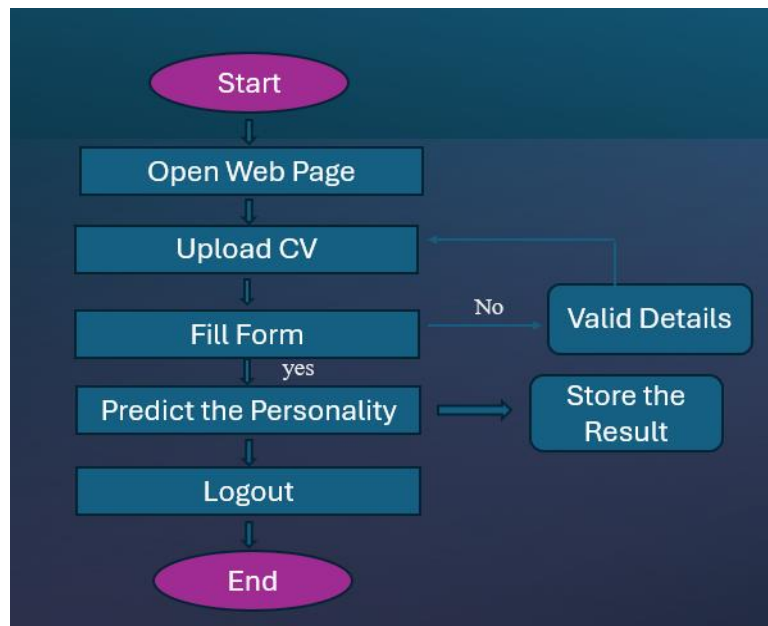 Start
Open Web Page
Upload CV
No
Valid Details
Fill Form
yes
Predict the Personality
Store the
Result
Logout
End